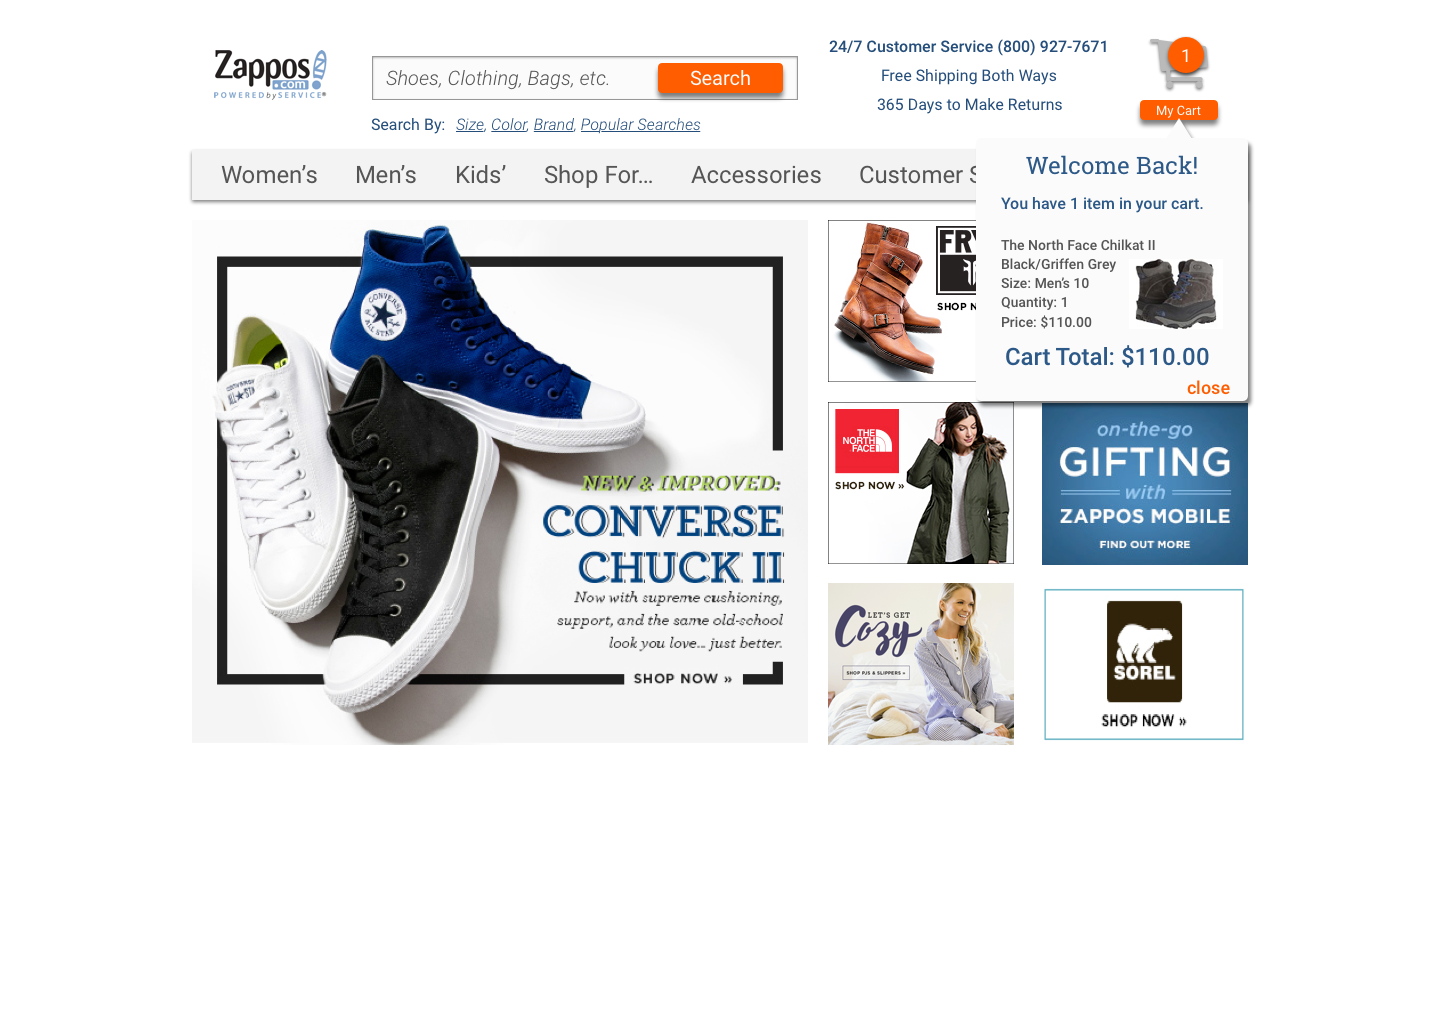 Zappos
.com
POWERED by SERVICE®
Shoes, Clothing, Bags, etc.
Search
Search By: Size, Color, Brand, Popular Searches
24/7 Customer Service (800) 927-7671
Free Shipping Both Ways
365 Days to Make Returns
1
My Cart
Women’s Men’s Kids’ Shop For... Accessories Customer S
Welcome Back!
You have 1 item in your cart.
The North Face Chilkat II
Black/Griffen Grey
Size: Men’s 10
Quantity: 1
Price: $110.00
Cart Total: $110.00
close
CONVERSE
ALL STAR
CONVERSE
ALL STAR
NEW & IMPROVED:
CONVERSE
CHUCK II
Now with supreme cushioning,
support, and the same old-school
look you love... just better.
SHOP NOW »
FRY
SHOP N
THE
NORTH
FACE
SHOP NOW »
on-the-go
GIFTING
with
ZAPPOS MOBILE
FIND OUT MORE
LET'S GET
Cozy
SHOP PJS & SLIPPERS »
SOREL
SHOP NOW »